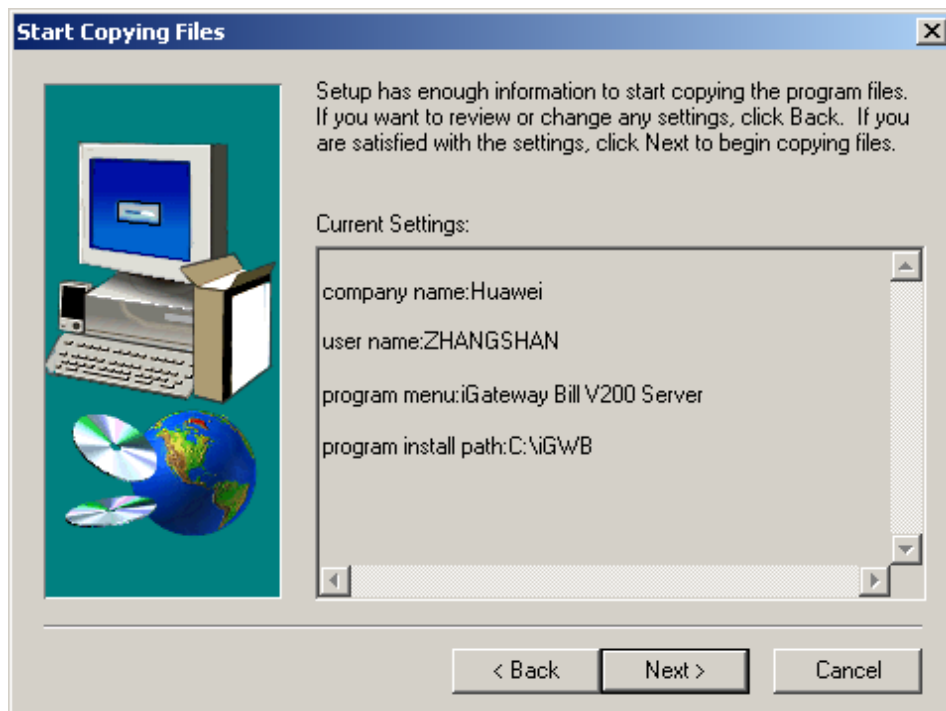 Start Copying Files
Setup has enough information to start copying the program files.
If you want to review or change any settings, click Back.  If you
are satisfied with the settings, click Next to begin copying files.
Current Settings:
company name:Huawei
user name:ZHANGSHAN
program menu:iGateway Bill V200 Server
program install path:C:\iGWB
< Back
Next >
Cancel